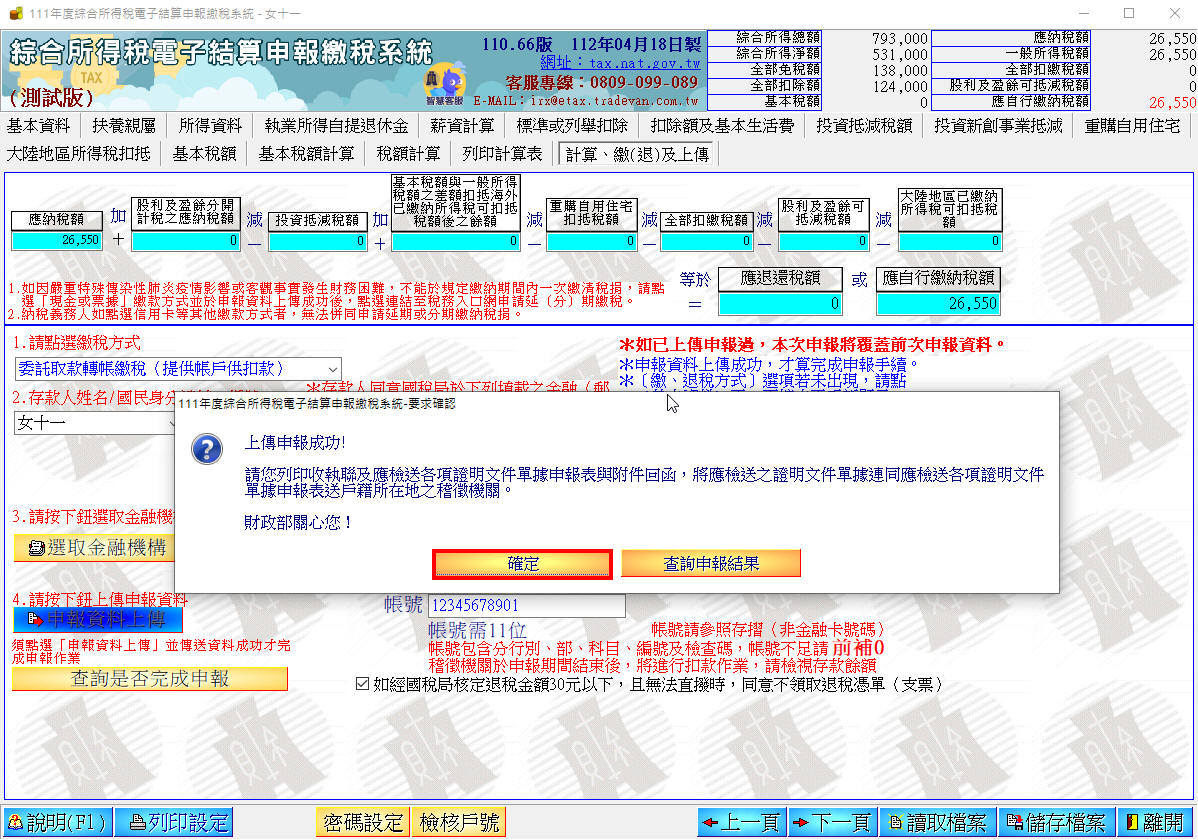 111年度綜合所得稅電子結算申報繳稅系統 - 女十一
綜合所得稅電子結算申報繳稅系統
TAX
(測試版)
110.66版 112年04月18日製
網址：tax.nat.gov.tw
客服專線：0809-099-089
E-MAIL：irx@etax.tradevan.com.tw
智慧客服
綜合所得總額 793,000 應納稅額 26,550
綜合所得淨額 531,000 一般所得稅額 26,550
全部免稅額 138,000 全部扣繳稅額 0
全部扣除額 124,000 股利及盈餘可抵減稅額 0
基本稅額 0 應自行繳納稅額 26,550
基本資料 扶養親屬 所得資料 執業所得自提退休金 薪資計算 標準或列舉扣除 扣除額及基本生活費 投資抵減稅額 投資新創事業抵減 重購自用住宅
大陸地區所得稅扣抵 基本稅額 基本稅額計算 稅額計算 列印計算表 計算、繳(退)及上傳
應納稅額
26,550
加
＋
股利及盈餘分開
計稅之應納稅額
0
減
－
投資抵減稅額
0
加
＋
基本稅額與一般所得
稅額之差額扣抵海外
已繳納所得稅可扣抵
稅額後之餘額
0
減
－
重購自用住宅
扣抵稅額
0
減
－
全部扣繳稅額
0
減
－
股利及盈餘可
抵減稅額
0
減
－
大陸地區已繳納
所得稅可扣抵稅
額
0
1.如因嚴重特殊傳染性肺炎疫情影響或客觀事實發生財務困難，不能於規定繳納期間內一次繳清稅捐，請點
選「現金或票據」繳款方式並於申報資料上傳成功後，點選連結至稅務入口網申請延（分）期繳稅。
2.納稅義務人如點選信用卡等其他繳款方式者，無法併同申請延期或分期繳納稅捐。
等於
＝
應退還稅額
0
或
應自行繳納稅額
26,550
1.請點選繳稅方式
委託取款轉帳繳稅（提供帳戶供扣款）
＊如已上傳申報過，本次申報將覆蓋前次申報資料。
＊申報資料上傳成功，才算完成申報手續。
＊〔繳、退稅方式〕選項若未出現，請點
2.存款人姓名/國民身分
＊存款人同意國稅局於下列填載之金融（郵
女十一
111年度綜合所得稅電子結算申報繳稅系統-要求確認
上傳申報成功!
請您列印收執聯及應檢送各項證明文件單據申報表與附件回函，將應檢送之證明文件單據連同應檢送各項證明文件
單據申報表送戶籍所在地之稽徵機關。
財政部關心您！
確定
查詢申報結果
3.請按下鈕選取金融機
選取金融機構
4.請按下鈕上傳申報資料
申報資料上傳
須點選「申報資料上傳」並傳送資料成功才完
成申報作業
查詢是否完成申報
帳號 12345678901
帳號需11位
帳號請參照存摺（非金融卡號碼）
帳號包含分行別、部、科目、編號及檢查碼，帳號不足請 前補0
稽徵機關於申報期間結束後，將進行扣款作業，請檢視存款餘額
如經國稅局核定退稅金額30元以下，且無法直撥時，同意不領取退稅憑單（支票）
說明(F1) 列印設定 密碼設定 檢核戶號 上一頁 下一頁 讀取檔案 儲存檔案 離開